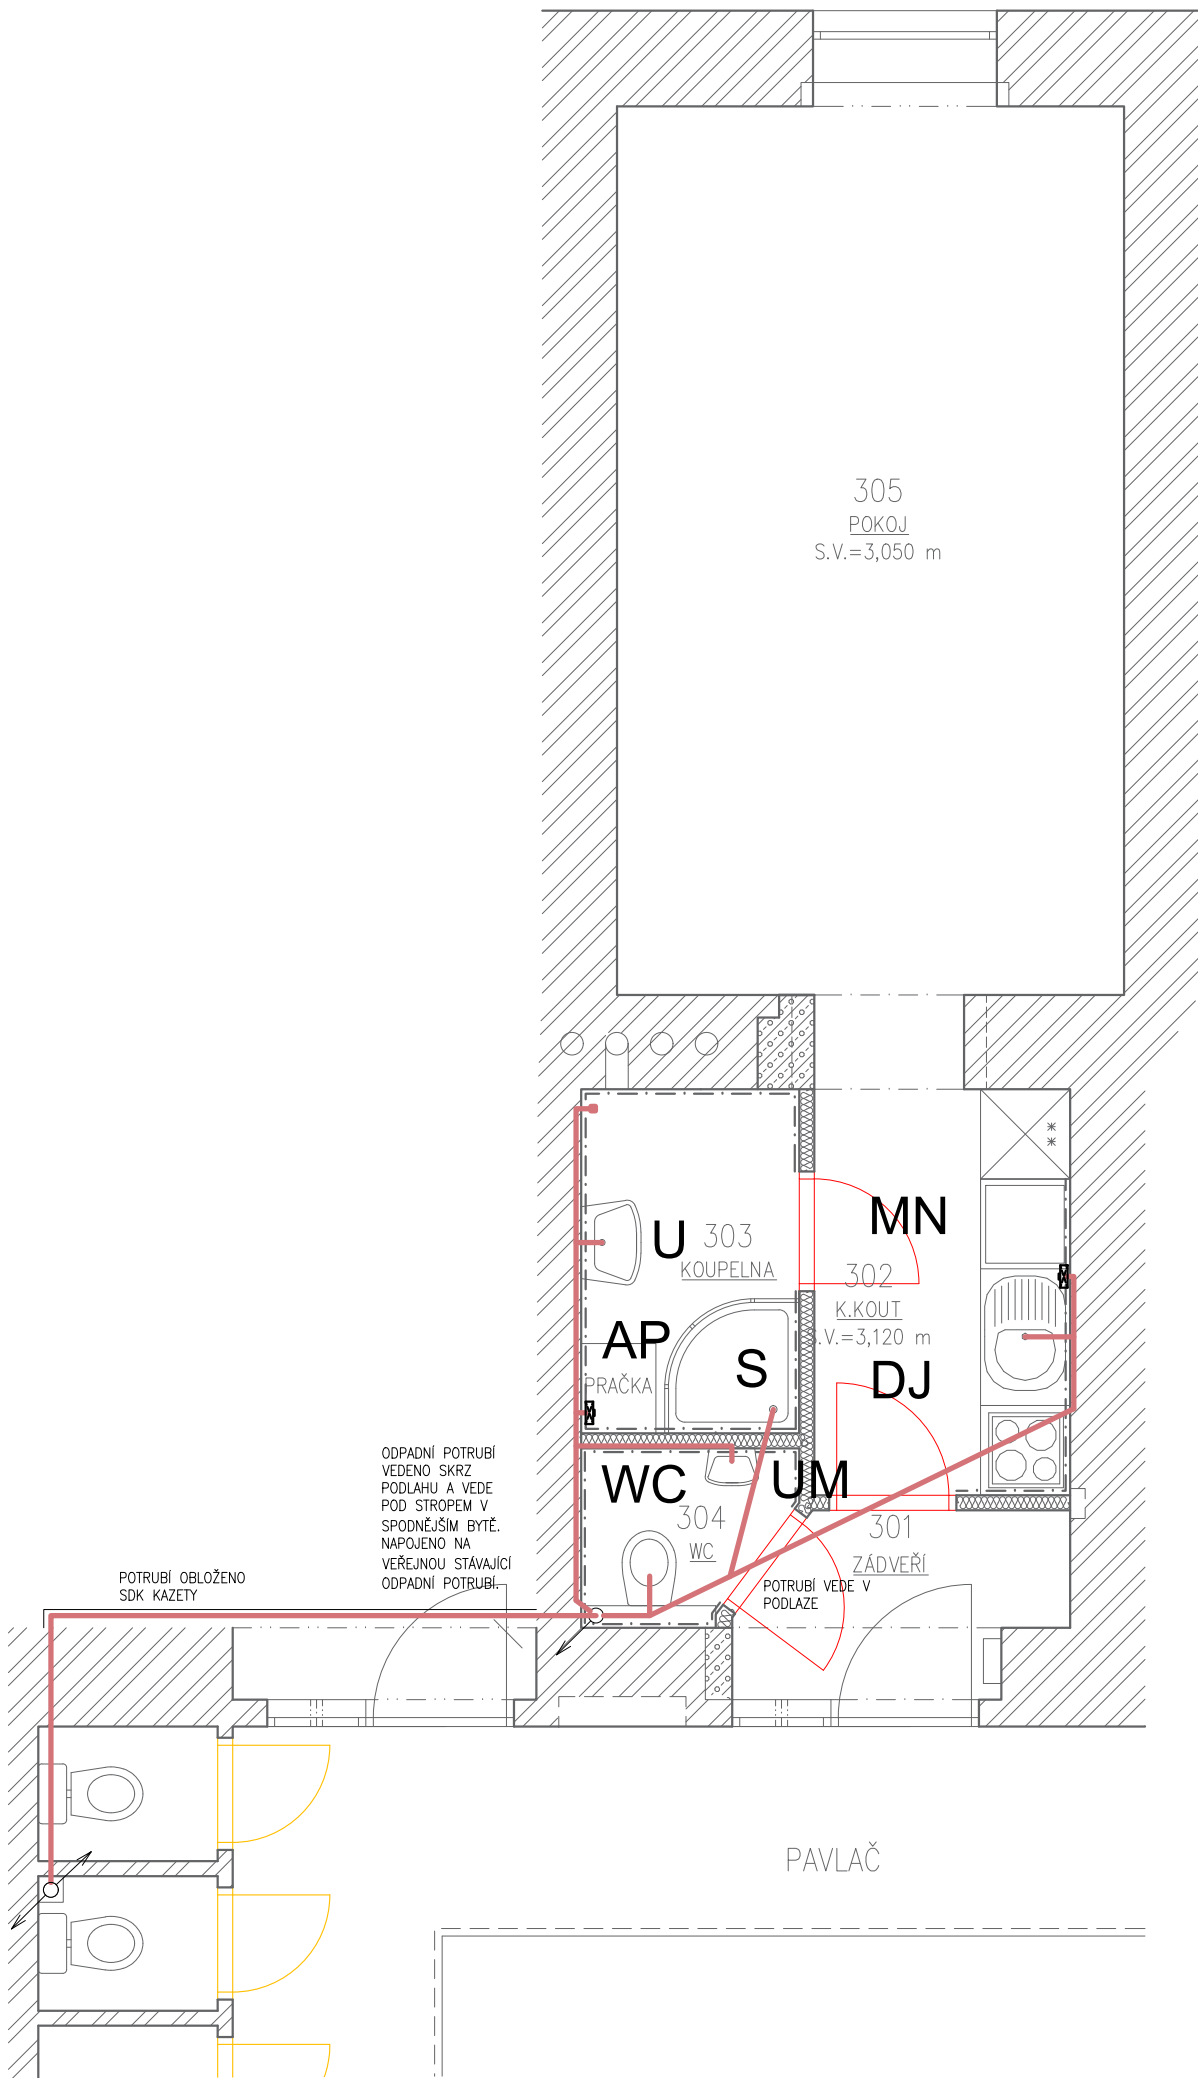 305
POKOJ
S.V.=3,050 m
MN
U
303
KOUPELNA
302
K.KOUT
S.V.=3,120 m
AP
S
DJ
PRAČKA
ODPADNÍ POTRUBÍ
VEDENO SKRZ
PODLAHU A VEDE
POD STROPEM V
SPODNĚJŠÍM BYTĚ.
NAPOJENO NA
VEŘEJNOU STÁVAJÍCÍ
ODPADNÍ POTRUBÍ.
WC
UM
304
WC
301
ZÁDVEŘÍ
POTRUBÍ OBLOŽENO
SDK KAZETY
POTRUBÍ VEDE V
PODLAZE
PAVLAČ